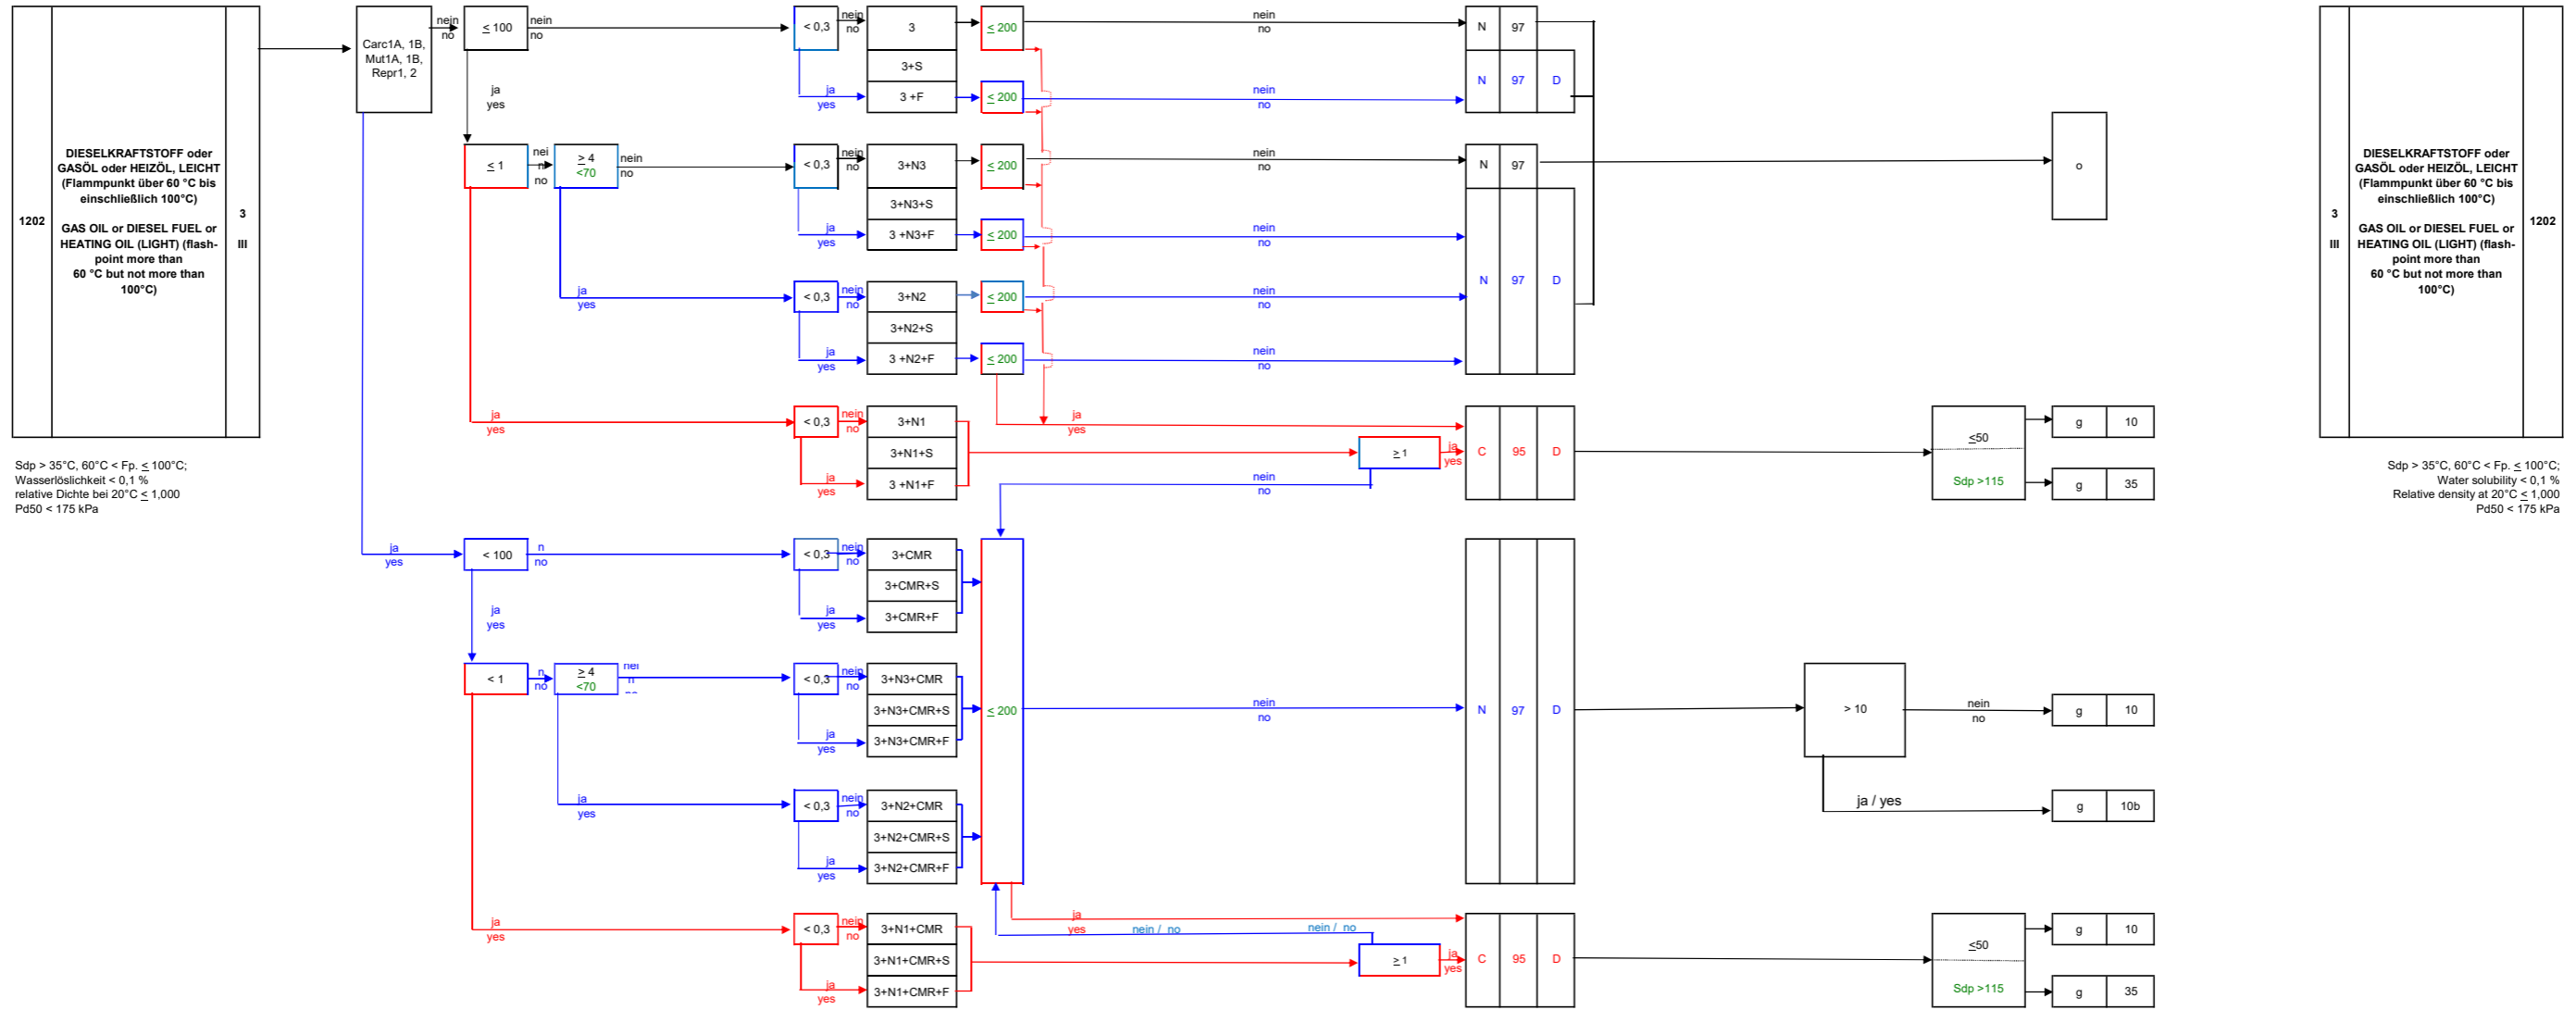 1202
DIESELKRAFTSTOFF oder
GASÖL oder HEIZÖL, LEICHT
(Flammpunkt über 60 °C bis
einschließlich 100°C)
GAS OIL or DIESEL FUEL or
HEATING OIL (LIGHT) (flash-
point more than
60 °C but not more than
100°C)
3
III
Sdp > 35°C, 60°C < Fp. ≤ 100°C;
Wasserlöslichkeit < 0,1 %
relative Dichte bei 20°C ≤ 1,000
Pd50 < 175 kPa
Carc1A, 1B,
Mut1A, 1B,
Repr1, 2
nein
no
≤ 100
nein
no
< 0,3
nein
no
3
≤ 200
nein
no
N 97
3+S
ja
yes
ja
yes
3 +F
≤ 200
nein
no
N 97 D
≤ 1
nei
n
no
≥ 4
<70
nein
no
< 0,3
nein
no
3+N3
≤ 200
nein
no
N 97
o
3+N3+S
ja
yes
3 +N3+F
≤ 200
nein
no
N 97 D
ja
yes
< 0,3
nein
no
3+N2
≤ 200
nein
no
3+N2+S
ja
yes
3 +N2+F
≤ 200
nein
no
ja
yes
< 0,3
nein
no
3+N1
ja
yes
3+N1+S
≥ 1
ja
yes
C 95 D
≤50
Sdp >115
g 10
g 35
ja
yes
3 +N1+F
nein
no
ja
yes
< 100
n
no
< 0,3
nein
no
3+CMR
3+CMR+S
ja
yes
ja
yes
3+CMR+F
< 1
n
no
≥ 4
<70
nei
n
no
< 0,3
nein
no
3+N3+CMR
3+N3+CMR+S
≤ 200
nein
no
N 97 D
> 10
nein
no
g 10
ja
yes
3+N3+CMR+F
ja
yes
< 0,3
nein
no
3+N2+CMR
ja / yes
g 10b
3+N2+CMR+S
ja
yes
3+N2+CMR+F
ja
yes
< 0,3
nein
no
3+N1+CMR
ja
yes
nein / no
nein / no
3+N1+CMR+S
≥ 1
ja
yes
C 95 D
≤50
Sdp >115
g 10
g 35
ja
yes
3+N1+CMR+F
3
III
DIESELKRAFTSTOFF oder
GASÖL oder HEIZÖL, LEICHT
(Flammpunkt über 60 °C bis
einschließlich 100°C)
GAS OIL or DIESEL FUEL or
HEATING OIL (LIGHT) (flash-
point more than
60 °C but not more than
100°C)
1202
Sdp > 35°C, 60°C < Fp. ≤ 100°C;
Water solubility < 0,1 %
Relative density at 20°C ≤ 1,000
Pd50 < 175 kPa